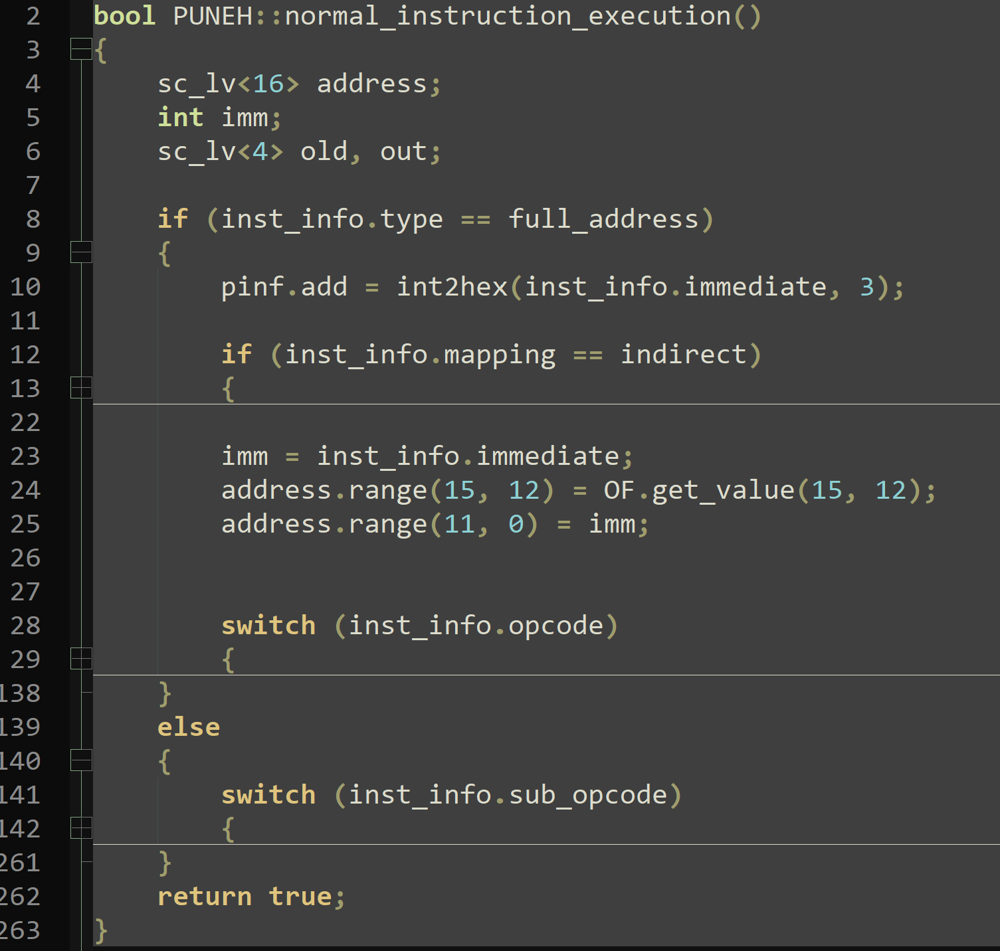 2 bool PUNEH::normal_instruction_execution()
3 {
4 sc_lv<16> address;
5 int imm;
6 sc_lv<4> old, out;
7
8 if (inst_info.type == full_address)
9 {
10 pinf.add = int2hex(inst_info.immediate, 3);
11
12 if (inst_info.mapping == indirect)
13 {
22
23 imm = inst_info.immediate;
24 address.range(15, 12) = OF.get_value(15, 12);
25 address.range(11, 0) = imm;
26
27
28 switch (inst_info.opcode)
29 {
138 }
139 else
140 {
141 switch (inst_info.sub_opcode)
142 {
261 }
262 return true;
263 }